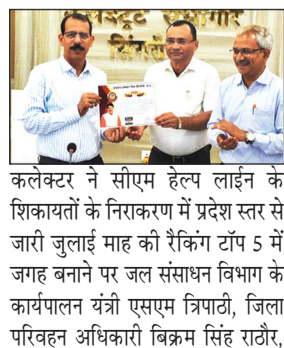 कलेक्टर ने सीएम हेल्प लाईन के
शिकायतों के निराकरण में प्रदेश स्तर से
जारी जुलाई माह की रैकिंग टॉप 5 में
जगह बनाने पर जल संसाधन विभाग के
कार्यपालन यंत्री एसएम त्रिपाठी, जिला
परिवहन अधिकारी बिक्रम सिंह राठौर,